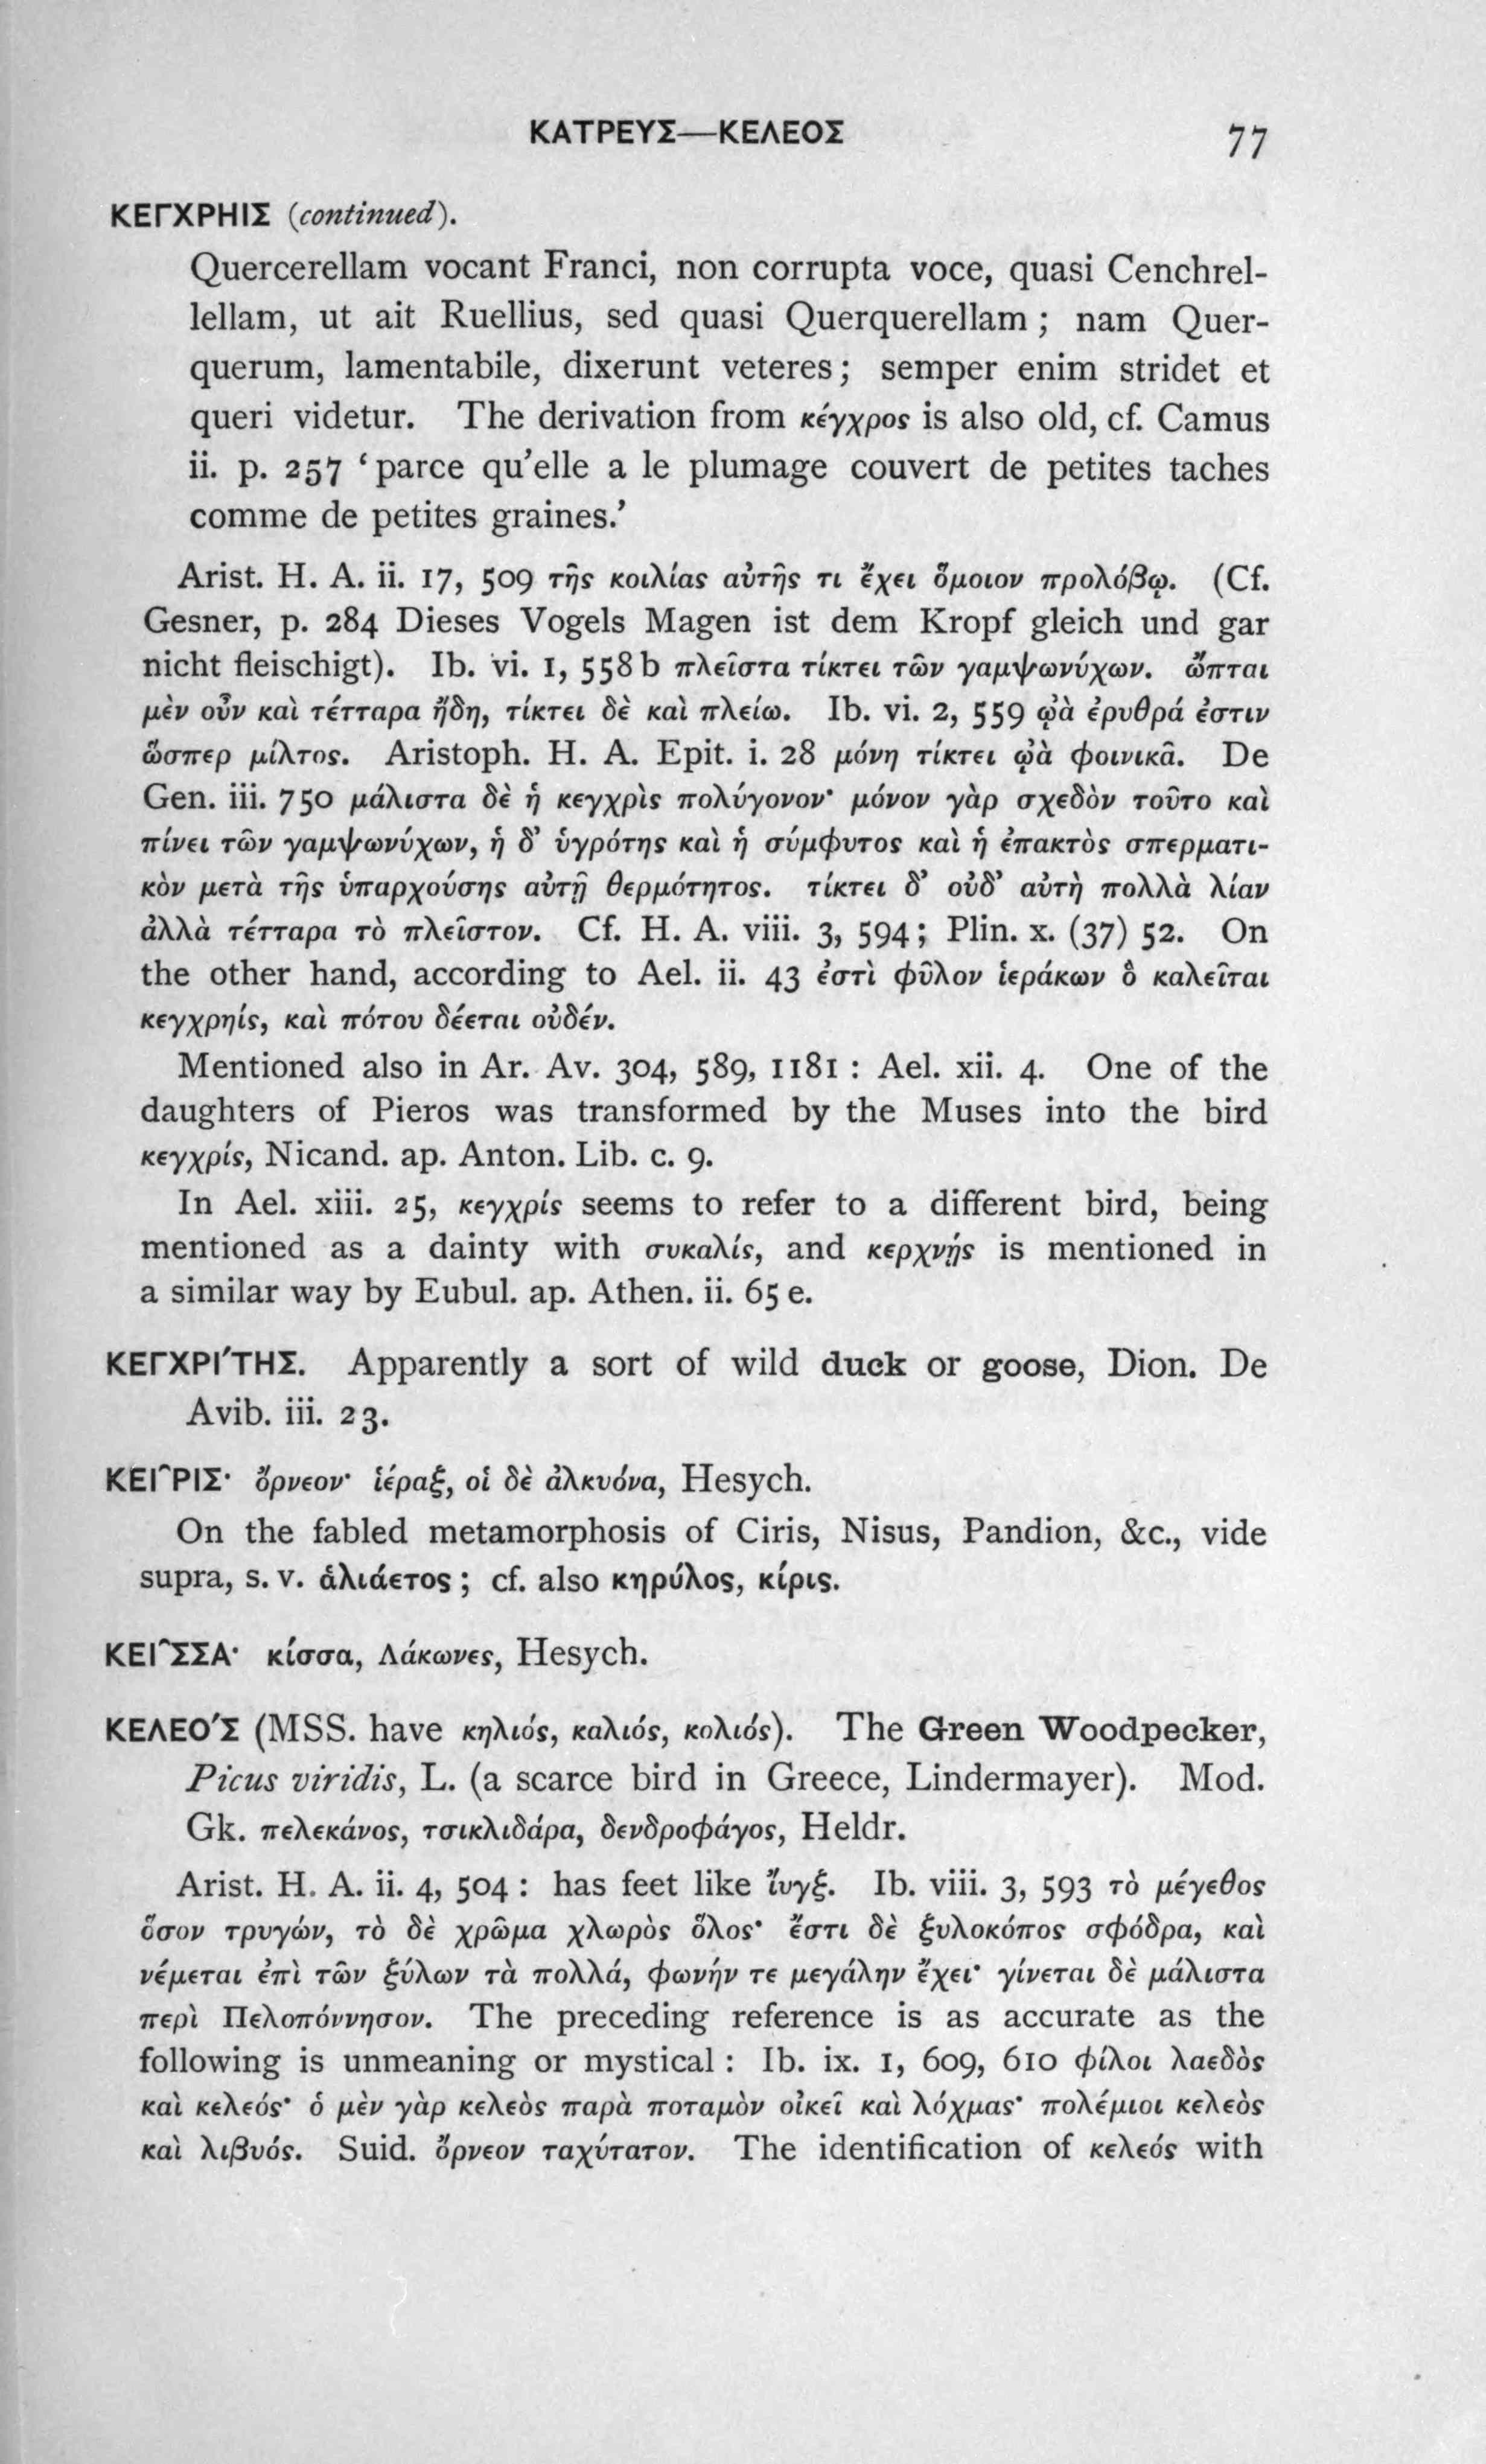 ΚΑΤΡΕΥΣ—ΚΕΛΕΟΣ 77
ΚΕΓΧΡΗΙΣ (continued).
Quercerellam vocant Franci, non corrupta voce, quasi Cenchrel-
lellam, ut ait Ruellius, sed quasi Querquerellam ; nam Quer-
querum, lamentabile, dixerunt veteres ; semper enim stridet et
queri videtur. The derivation from κέγχρος is also old, cf. Camus
ii. p. 257 ‘parce qu’elle a le plumage couvert de petites taches
comme de petites graines.’
Arist. H. A. ii. 17, 509 τῆς κοιλίας αὐτῆς τι ἔχει ὅμοιον προλόβῳ. (Cf.
Gesner, p. 284 Dieses Vogels Magen ist dem Kropf gleich und gar
nicht fleischigt). Ib. vi. 1, 558 b πλεῖστα τίκτει τῶν γαμψωνύχων. ὦπται
μὲν οὖν καὶ τέτταρα ἤδη, τίκτει δὲ καὶ πλείω. Ib. vi. 2, 559 ᾠὰ ἐρυθρά ἐστιν
ὥσπερ μίλτος. Aristoph. H. A. Epit. i. 28 μόνη τίκτει ᾠὰ φοινικᾶ. De
Gen. iii. 750 μάλιστα δὲ ἡ κεγχρὶς πολύγονον· μόνον γὰρ σχεδὸν τοῦτο καὶ
πίνει τῶν γαμψωνύχων, ἡ δ’ ὑγρότης καὶ ἡ σύμφυτος καὶ ἡ ἐπακτὸς σπερματι-
κὸν μετὰ τῆς ὑπαρχούσης αὐτῇ θερμότητος. τίκτει δ’ οὐδ’ αὐτὴ πολλὰ λίαν
ἀλλὰ τέτταρα τὸ πλεῖστον. Cf. H. A. viii. 3, 594 ; Plin. x. (37) 52. On
the other hand, according to Ael. ii. 43 ἐστὶ φῦλον ἱεράκων ὃ καλεῖται
κεγχρηίς, καὶ πότου δέεται οὐδέν.
Mentioned also in Ar. Av. 304, 589, 1181 : Ael. xii. 4. One of the
daughters of Pieros was transformed by the Muses into the bird
κεγχρίς, Nicand. ap. Anton. Lib. c. 9.
In Ael. xiii. 25, κεγχρίς seems to refer to a different bird, being
mentioned as a dainty with συκαλίς, and κερχνῄς is mentioned in
a similar way by Eubul. ap. Athen. ii. 65 e.
ΚΕΓΧΡΙ΄ΤΗΣ. Apparently a sort of wild duck or goose, Dion. De
Avib. iii. 23.
ΚΕΙ῀ΡΙΣ· ὄρνεον· ἱέραξ, οἱ δὲ ἀλκυόνα, Hesych.
On the fabled metamorphosis of Ciris, Nisus, Pandion, &c., vide
supra, s. v. ἁλιάετος ; cf. also κηρύλος, κίρις.
ΚΕΙ῀ΣΣΑ· κίσσα, Λάκωνες, Hesych.
ΚΕΛΕΟ΄Σ (MSS. have κηλιός, καλιός, κολιός). The Green Woodpecker,
Picus viridis, L. (a scarce bird in Greece, Lindermayer). Mod.
Gk. πελεκάνος, τσικλιδάρα, δενδροφάγος, Heldr.
Arist. H. A. ii. 4, 504 : has feet like ἴυγξ. Ib. viii. 3, 593 τὸ μέγεθος
ὅσον τρυγών, τὸ δὲ χρῶμα χλωρὸς ὅλος· ἔστι δὲ ξυλοκόπος σφόδρα, καὶ
νέμεται ἐπὶ τῶν ξύλων τὰ πολλά, φωνήν τε μεγάλην ἔχει· γίνεται δὲ μάλιστα
περὶ Πελοπόννησον. The preceding reference is as accurate as the
following is unmeaning or mystical : Ib. ix. 1, 609, 610 φίλοι λαεδὸς
καὶ κελεός· ὁ μὲν γὰρ κελεὸς παρὰ ποταμὸν οἰκεῖ καὶ λόχμας· πολέμιοι κελεὸς
καὶ λιβυός. Suid. ὄρνεον ταχύτατον. The identification of κελεός with